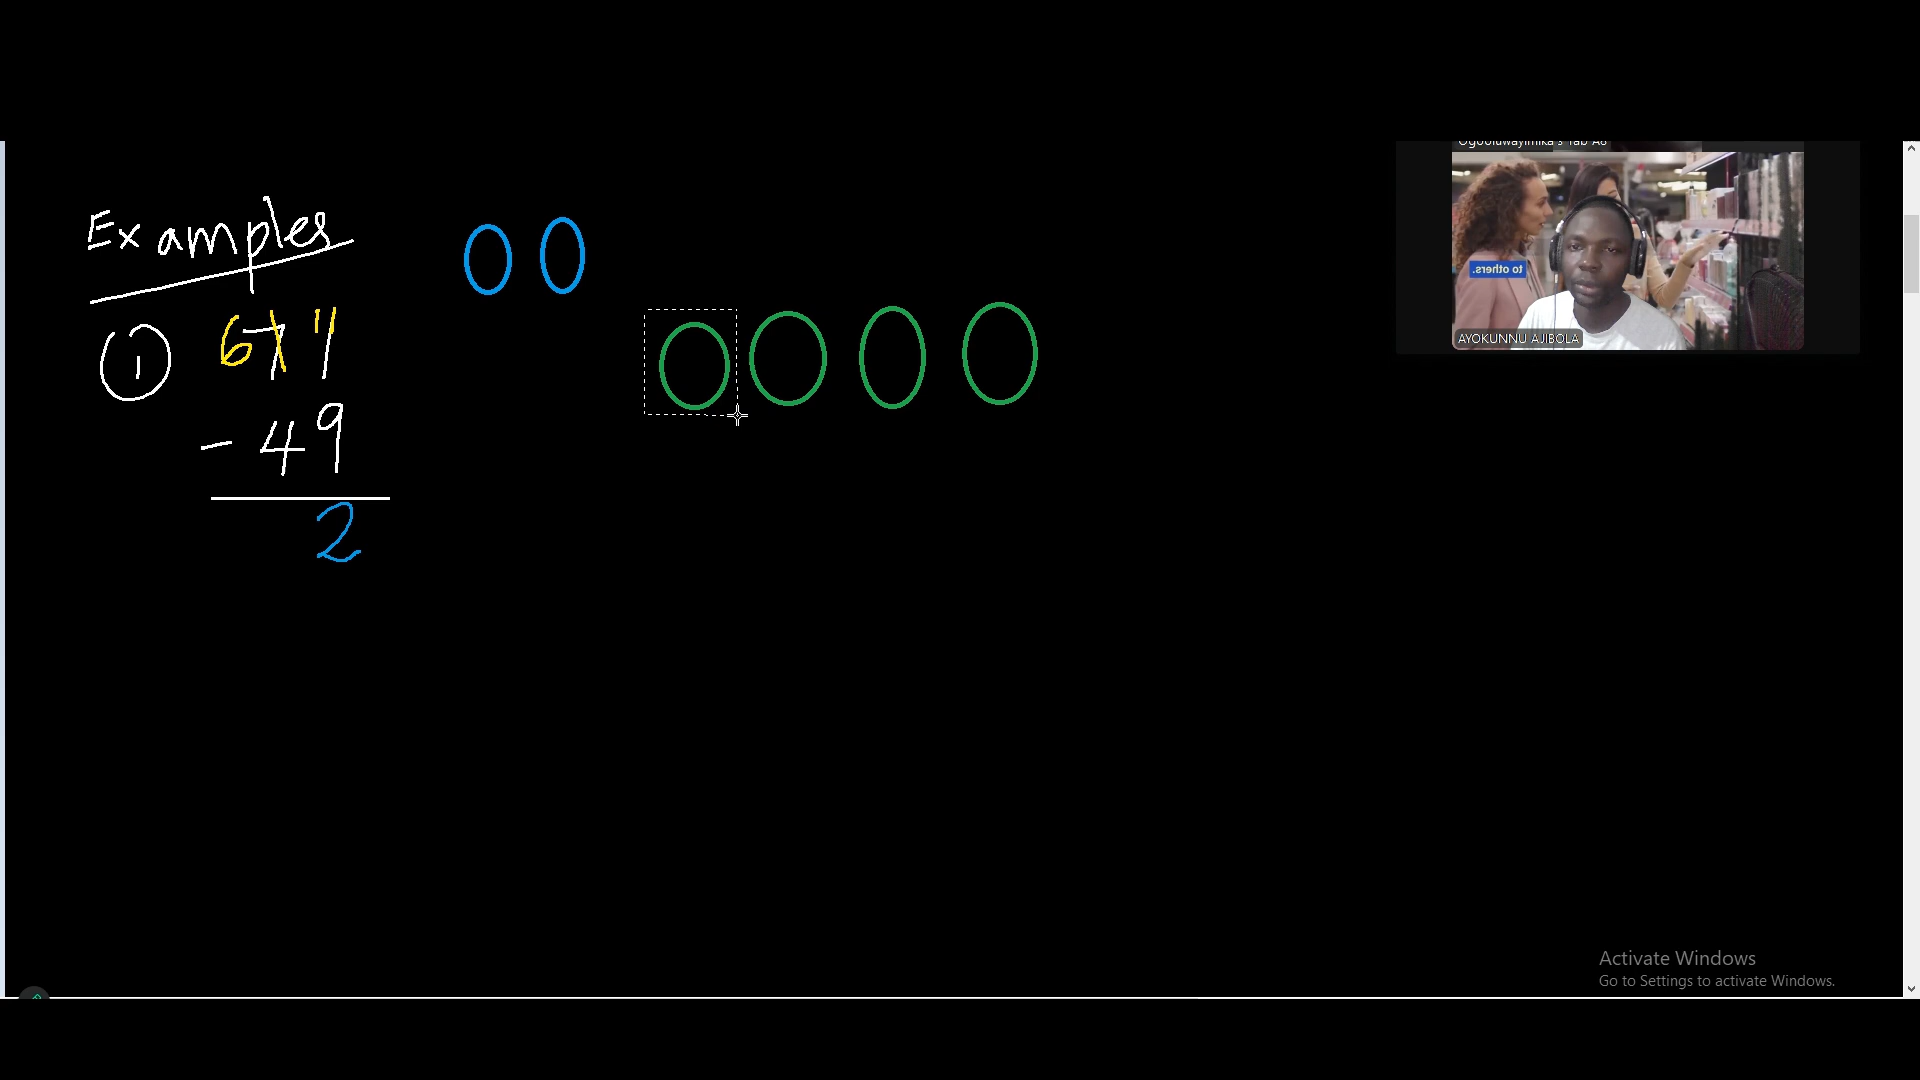 Examples
① 6 7 11
- 49
2
AYOKUNNU AJIBOLA
to others.
Activate Windows
Go to Settings to activate Windows.